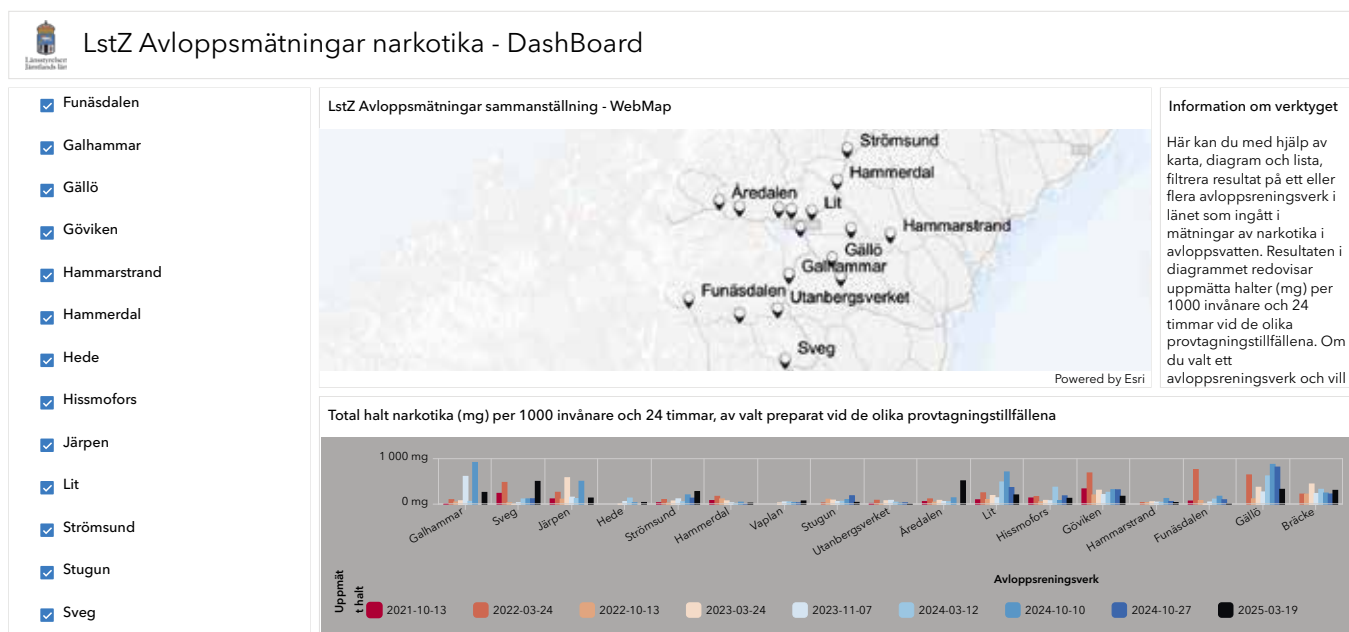 LstZ Avloppsmätningar narkotika - DashBoard
Länsstyrelsen
Jämtlands län
Funäsdalen
Galhammar
Gällö
Göviken
Hammarstrand
Hammerdal
Hede
Hissmofors
Järpen
Lit
Strömsund
Stugun
Sveg
LstZ Avloppsmätningar sammanställning - WebMap
Strömsund
Hammerdal
Åredalen
Lit
Hammarstrand
Gällö
Galhammar
Funäsdalen
Utanbergsverket
Sveg
Powered by Esri
Information om verktyget
Här kan du med hjälp av
karta, diagram och lista,
filtrera resultat på ett eller
flera avloppsreningsverk i
länet som ingått i
mätningar av narkotika i
avloppsvatten. Resultaten i
diagrammet redovisar
uppmätta halter (mg) per
1000 invånare och 24
timmar vid de olika
provtagningstillfällena. Om
du valt ett
avloppsreningsverk och vill
Total halt narkotika (mg) per 1000 invånare och 24 timmar, av valt preparat vid de olika provtagningstillfällena
1 000 mg
0 mg
Galhammar
Sveg
Järpen
Hede
Strömsund
Hammerdal
Vaplan
Stugun
Utanbergsverket
Åredalen
Lit
Hissmofors
Göviken
Hammarstrand
Funäsdalen
Gällö
Bräcke
Uppmät
t halt
Avloppsreningsverk
2021-10-13
2022-03-24
2022-10-13
2023-03-24
2023-11-07
2024-03-12
2024-10-10
2024-10-27
2025-03-19